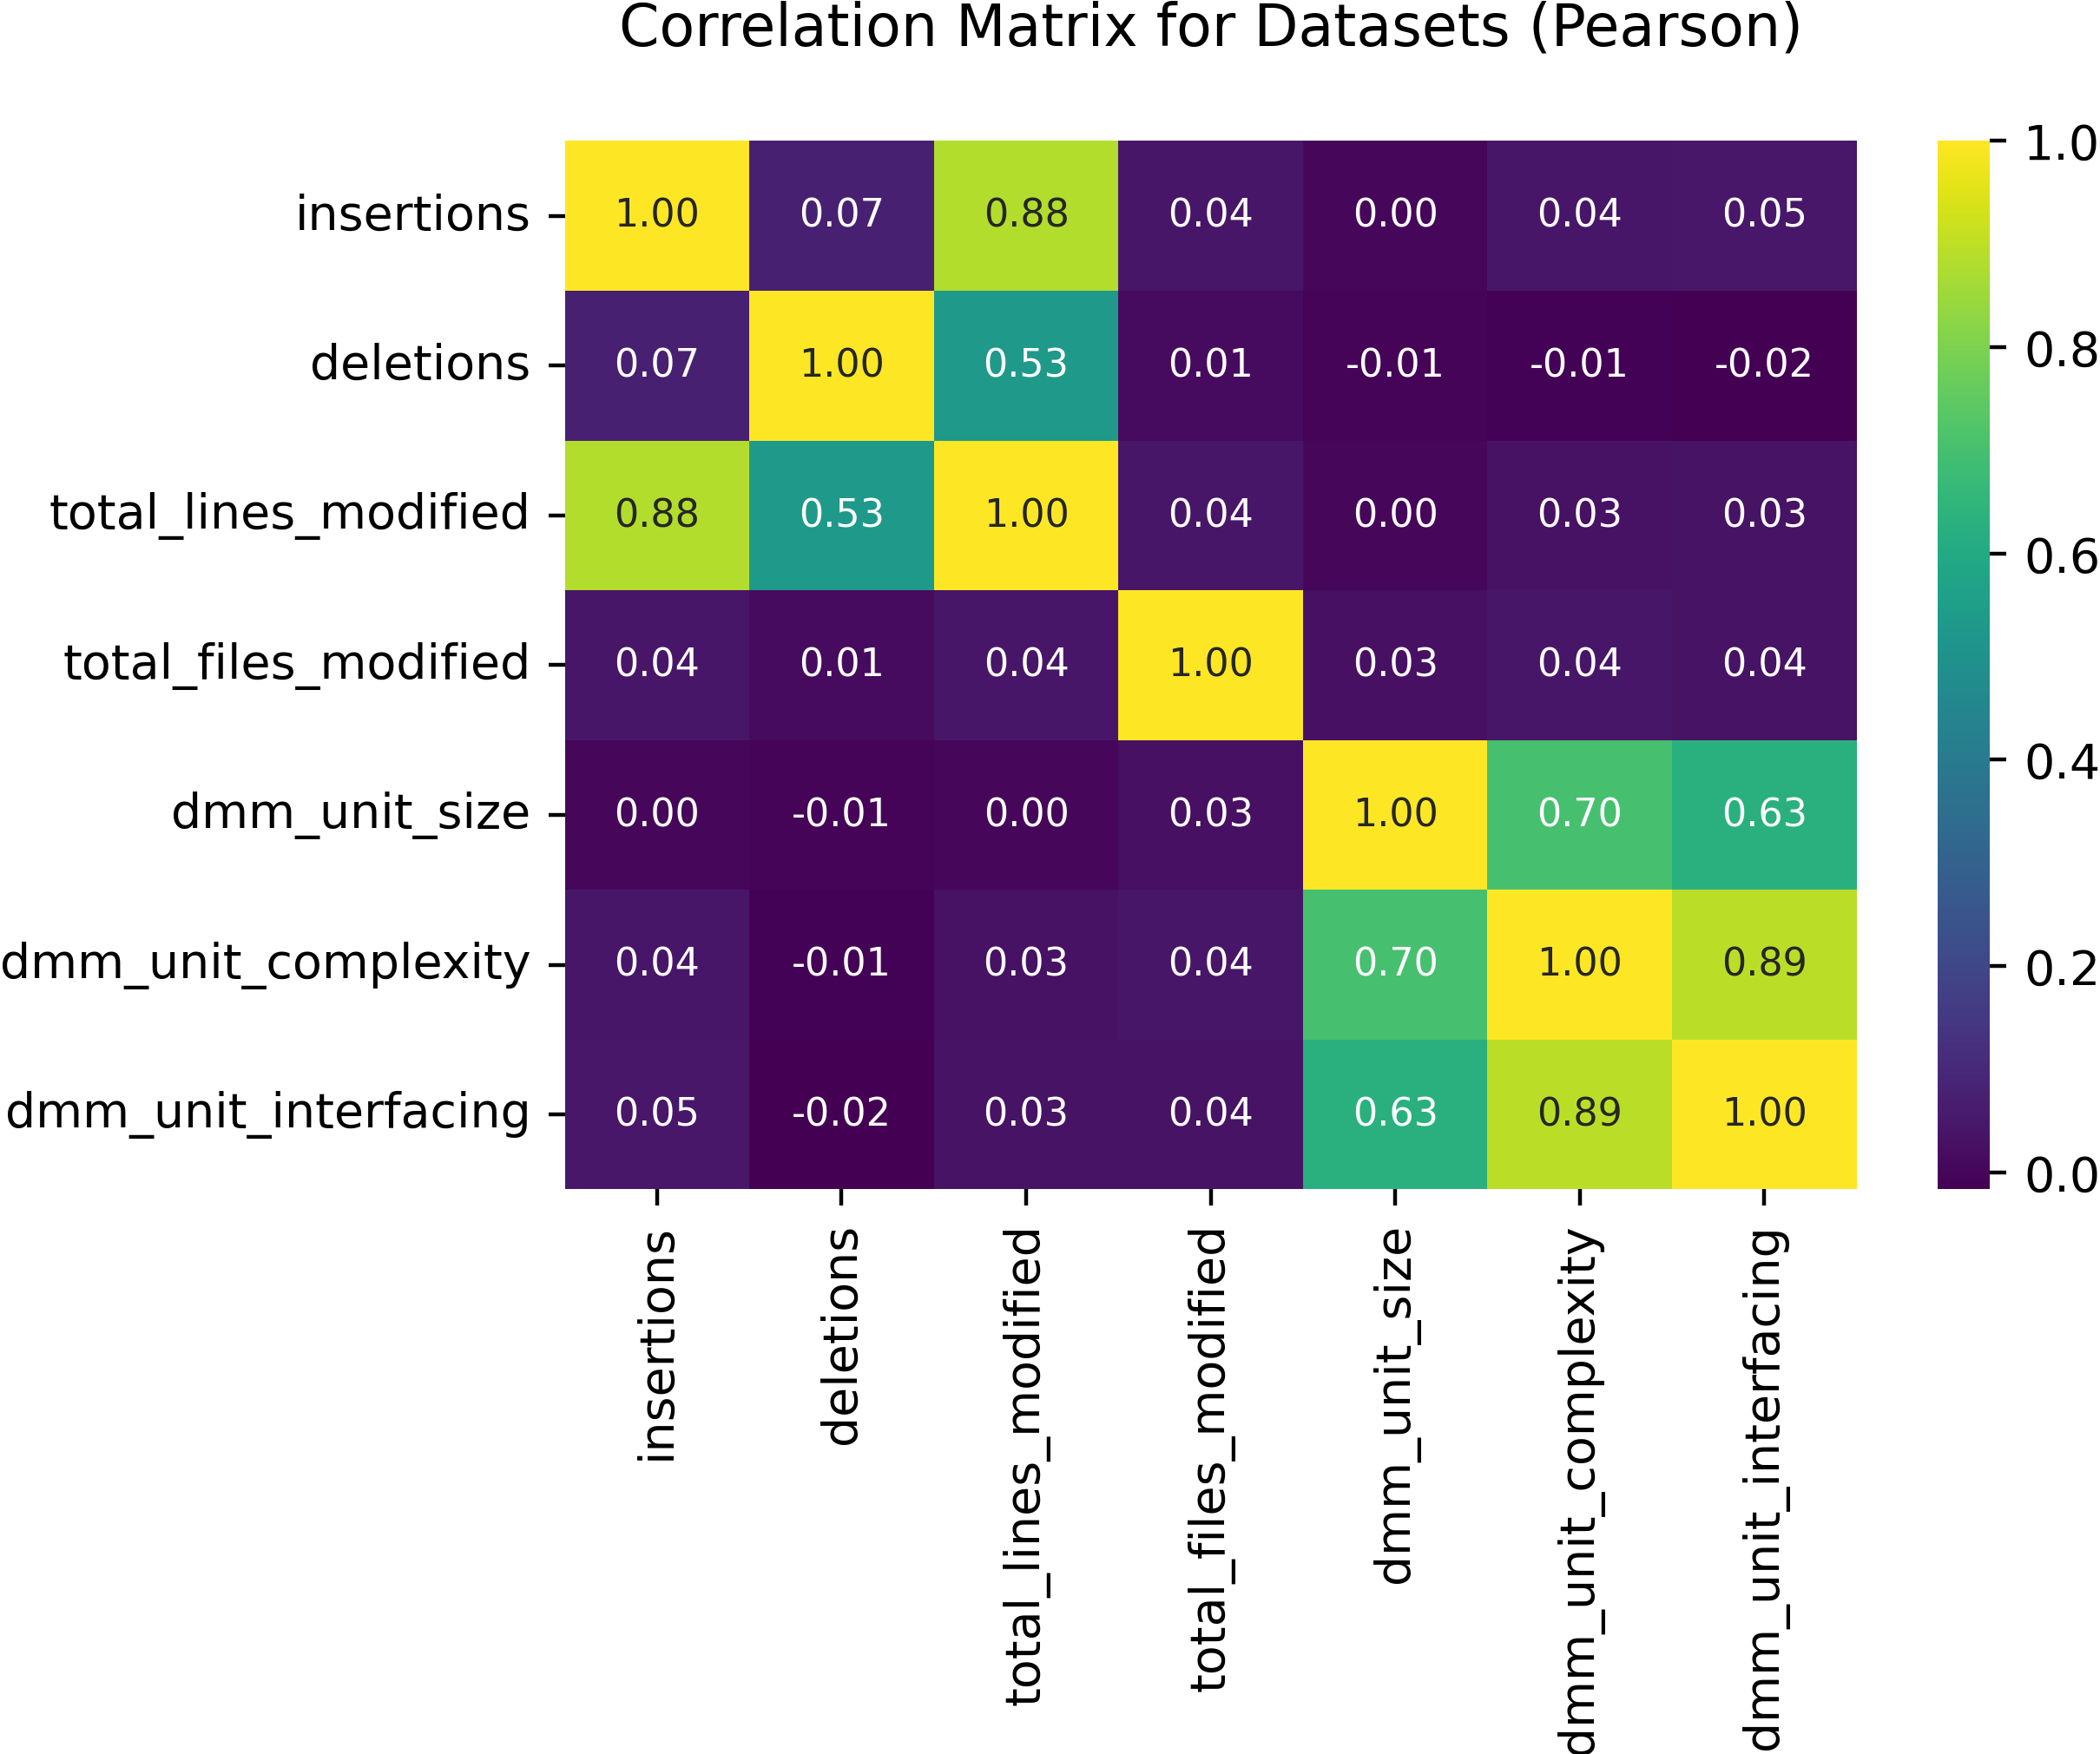 Correlation Matrix for Datasets (Pearson)
insertions 1.00 0.07 0.88 0.04 0.00 0.04 0.05
deletions 0.07 1.00 0.53 0.01 -0.01 -0.01 -0.02
total_lines_modified 0.88 0.53 1.00 0.04 0.00 0.03 0.03
total_files_modified 0.04 0.01 0.04 1.00 0.03 0.04 0.04
dmm_unit_size 0.00 -0.01 0.00 0.03 1.00 0.70 0.63
dmm_unit_complexity 0.04 -0.01 0.03 0.04 0.70 1.00 0.89
dmm_unit_interfacing 0.05 -0.02 0.03 0.04 0.63 0.89 1.00
insertions
deletions
total_lines_modified
total_files_modified
dmm_unit_size
dmm_unit_complexity
dmm_unit_interfacing
1.0
0.8
0.6
0.4
0.2
0.0